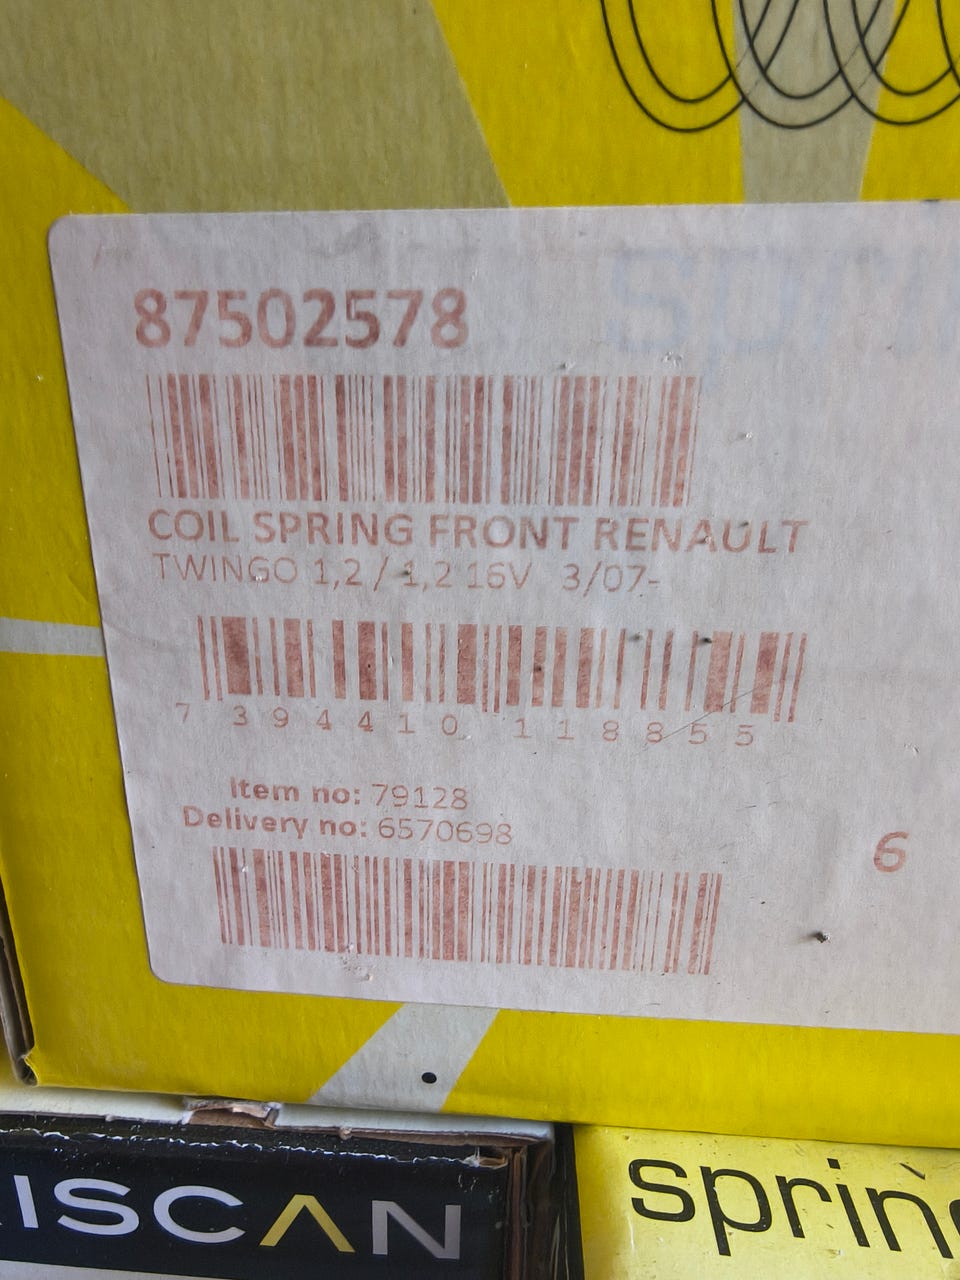 87502578
COIL SPRING FRONT RENAULT
TWINGO 1,2 / 1,2 16V 3/07-
7 394410 118855
Item no: 79128
Delivery no: 6570698
6
ISCAN
sprin